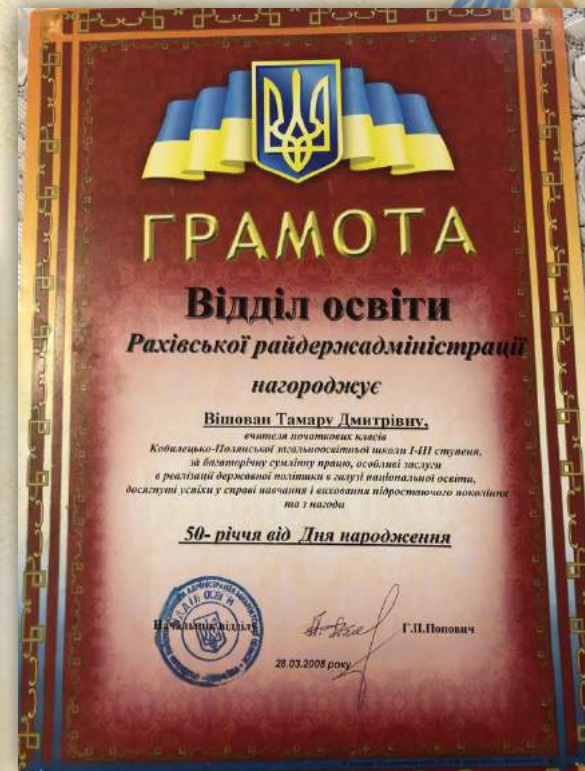 ГРАМОТА
Відділ освіти
Рахівської райдержадміністрації
нагороджує
Вішован Тамару Дмитрівну,
вчителя початкових класів
Кобилецько-Полянської загальноосвітньої школи І-ІІІ ступеня,
за багаторічну сумлінну працю, особливі заслуги
в реалізації державної політики в галузі національної освіти,
досягнуті успіхи у справі навчання і виховання підростаючого покоління
та з нагоди
50- річчя від Дня народження
Начальник відділу Г.П.Попович
28.03.2008 року